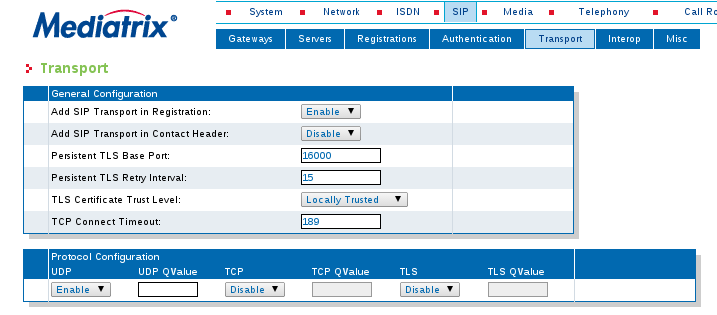 Mediatrix®
System Network ISDN SIP Media Telephony Call Ro
Gateways Servers Registrations Authentication Transport Interop Misc
Transport
General Configuration
Add SIP Transport in Registration: Enable
Add SIP Transport in Contact Header: Disable
Persistent TLS Base Port: 16000
Persistent TLS Retry Interval: 15
TLS Certificate Trust Level: Locally Trusted
TCP Connect Timeout: 189
Protocol Configuration
UDP UDP QValue TCP TCP QValue TLS TLS QValue
Enable Disable Disable